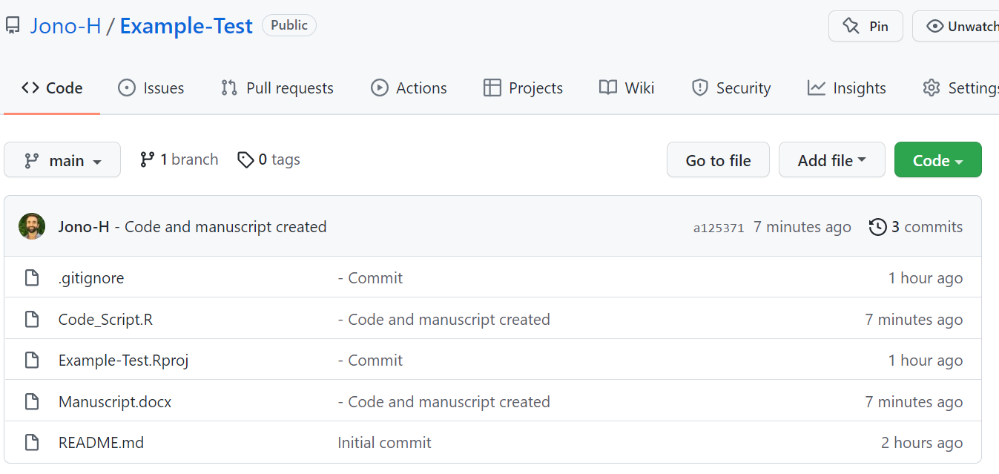 Jono-H / Example-Test Public Pin Unwatch
Code Issues Pull requests Actions Projects Wiki Security Insights Settings
main 1 branch 0 tags Go to file Add file Code
Jono-H - Code and manuscript created a125371 7 minutes ago 3 commits
.gitignore - Commit 1 hour ago
Code_Script.R - Code and manuscript created 7 minutes ago
Example-Test.Rproj - Commit 1 hour ago
Manuscript.docx - Code and manuscript created 7 minutes ago
README.md Initial commit 2 hours ago